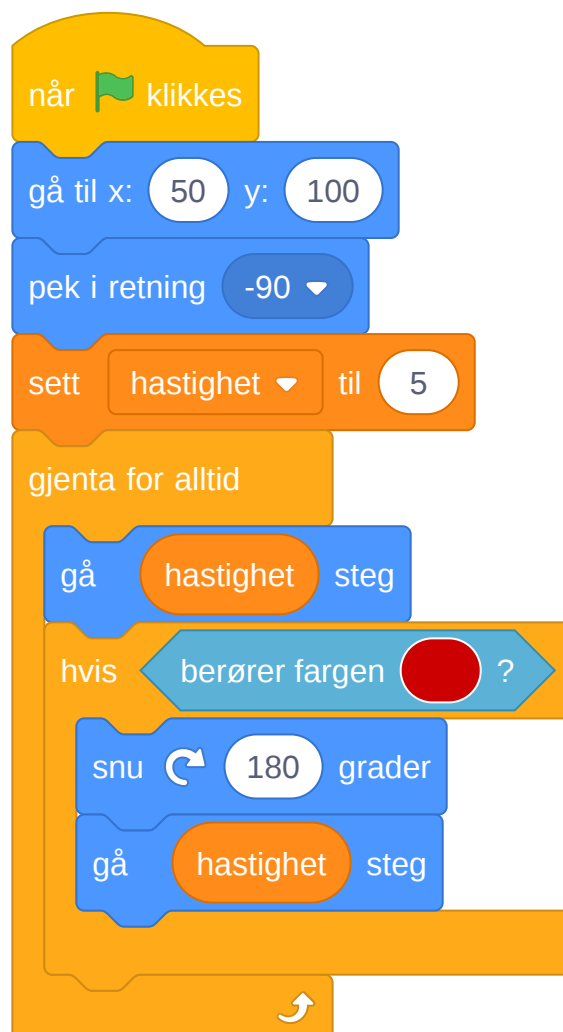 når klikkes
gå til x: 50 y: 100
pek i retning -90
sett hastighet til 5
gjenta for alltid
gå hastighet steg
hvis berører fargen ?
snu 180 grader
gå hastighet steg